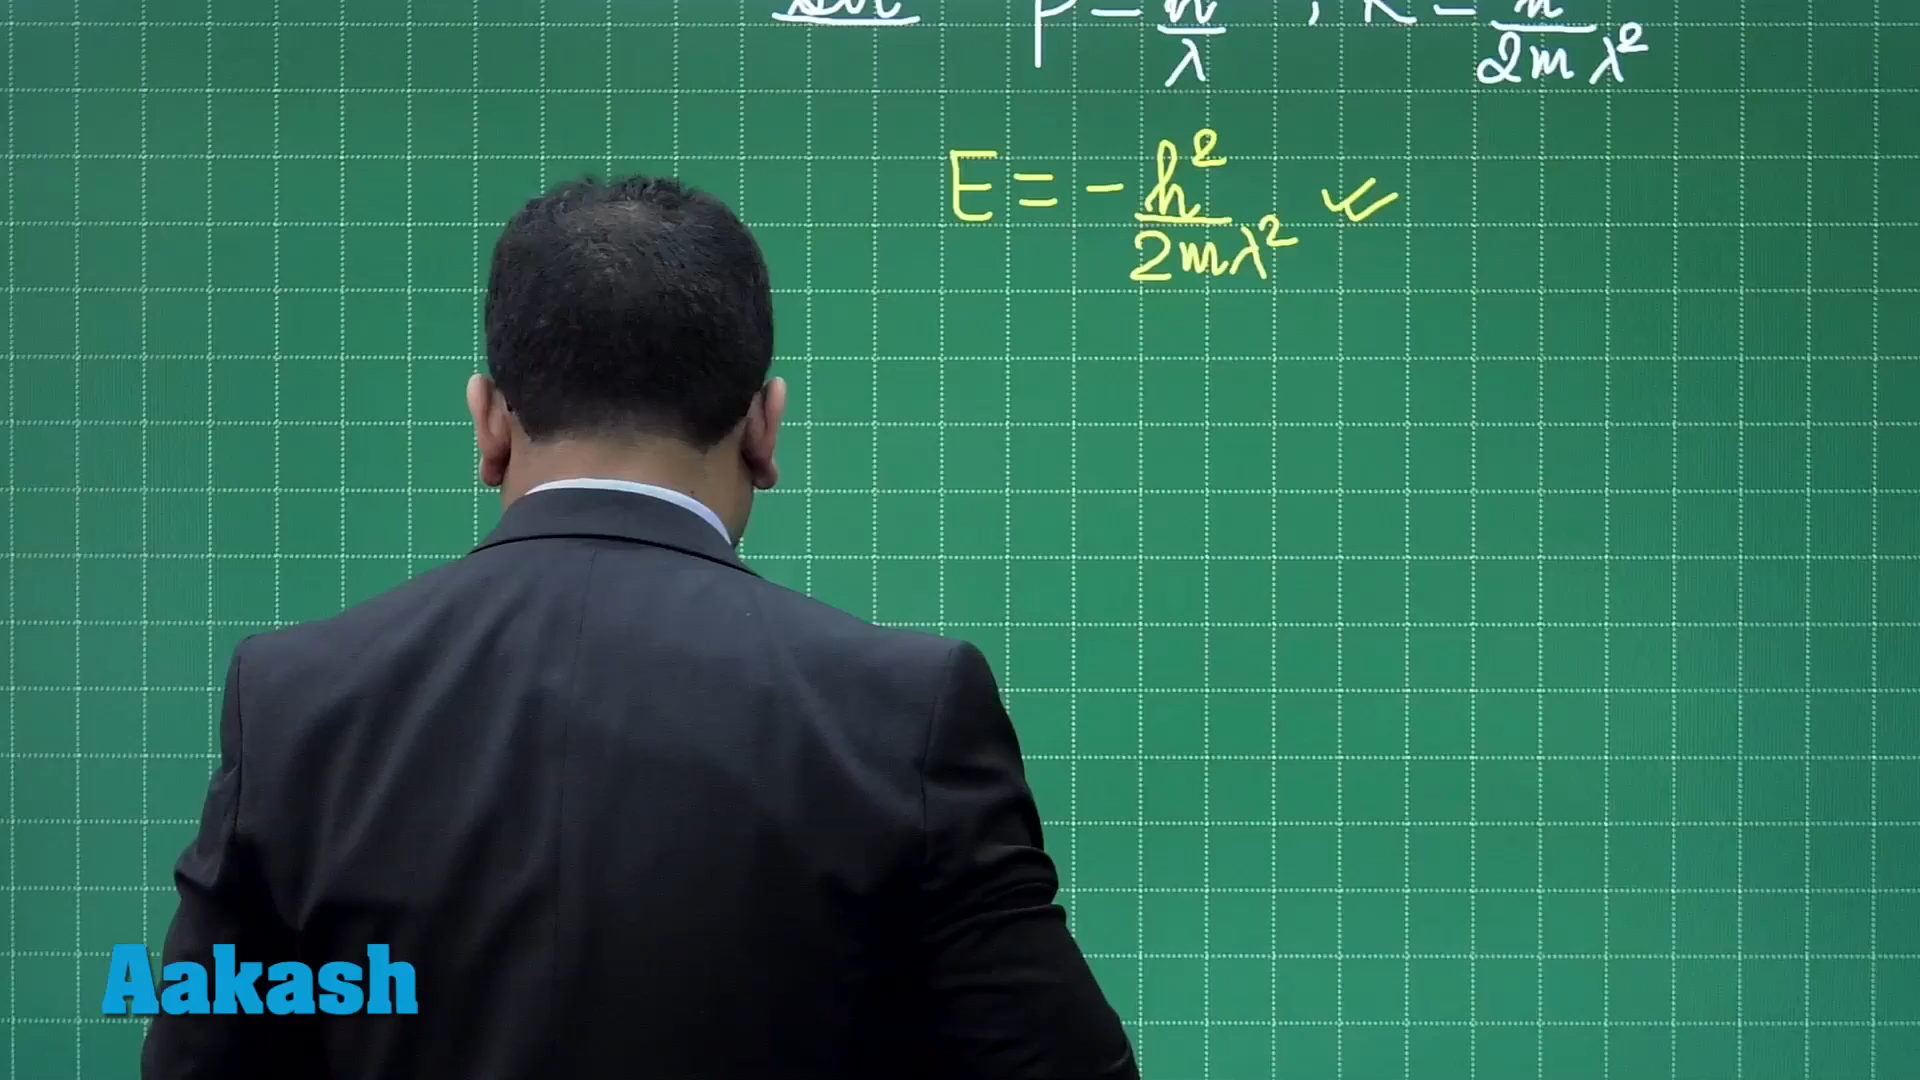 p = h/λ , K = h²/2mλ²
E = - h²/2mλ²
Aakash